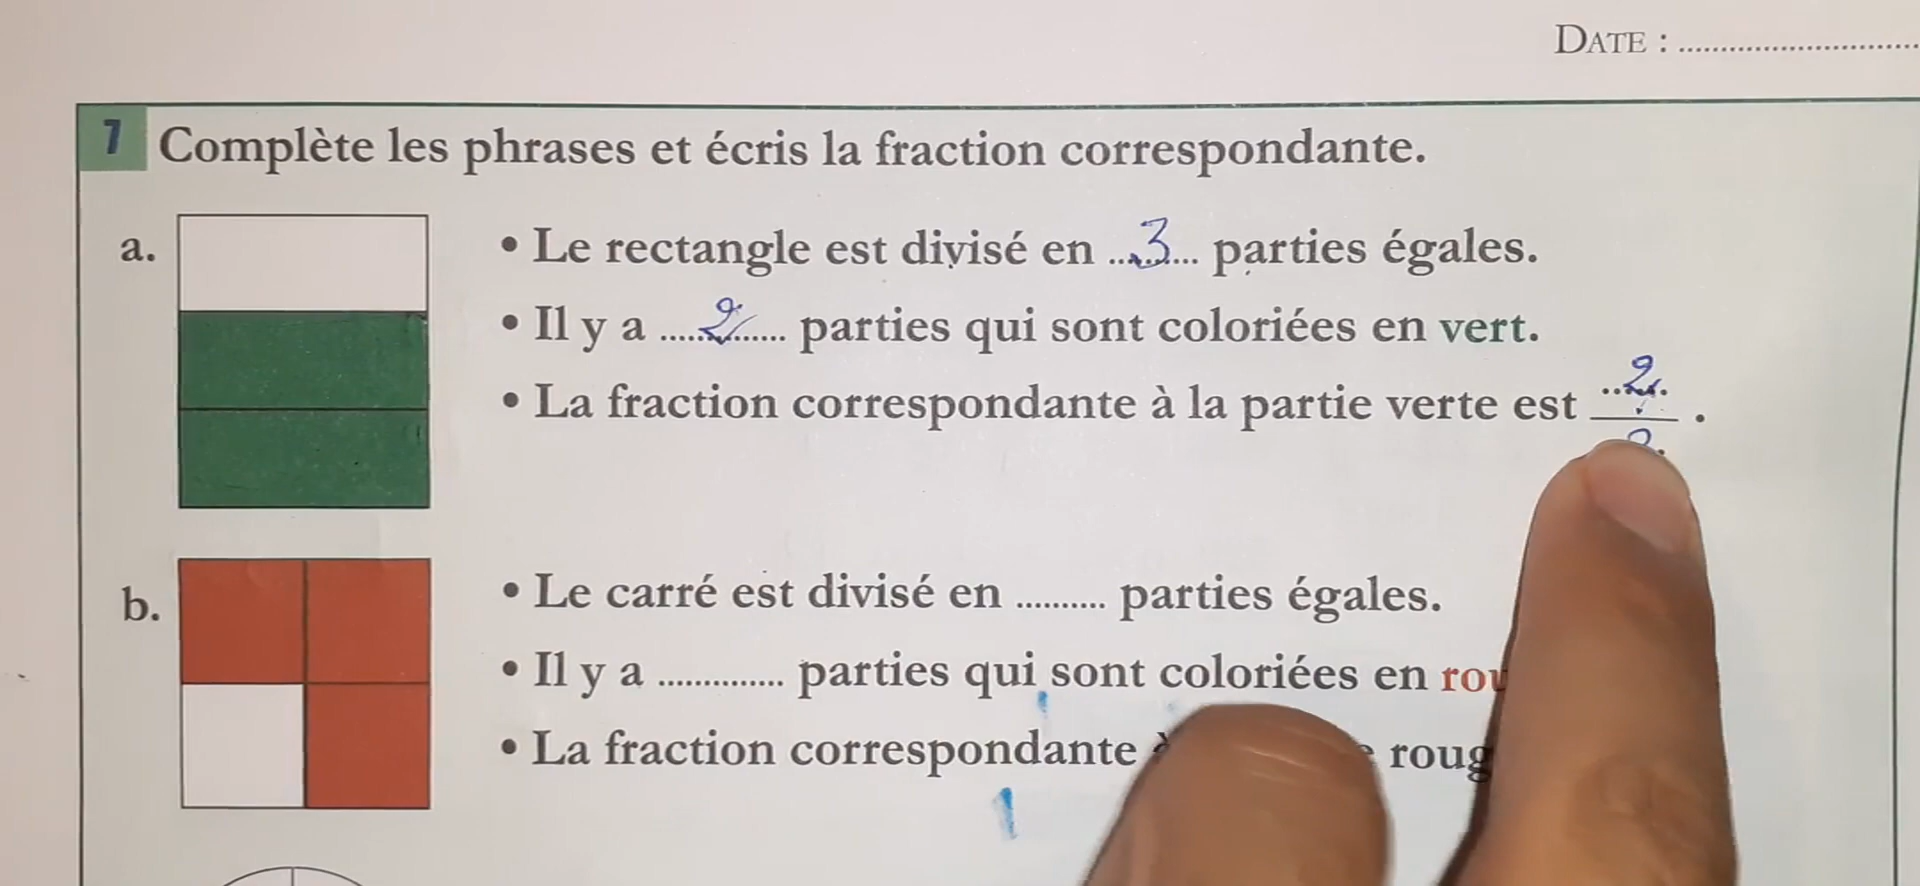 DATE : ..............................
1 Complète les phrases et écris la fraction correspondante.
a.
• Le rectangle est divisé en ...3... parties égales.
• Il y a .....2..... parties qui sont coloriées en vert.
• La fraction correspondante à la partie verte est 2 .
b.
• Le carré est divisé en .......... parties égales.
• Il y a .............. parties qui sont coloriées en
• La fraction correspondante